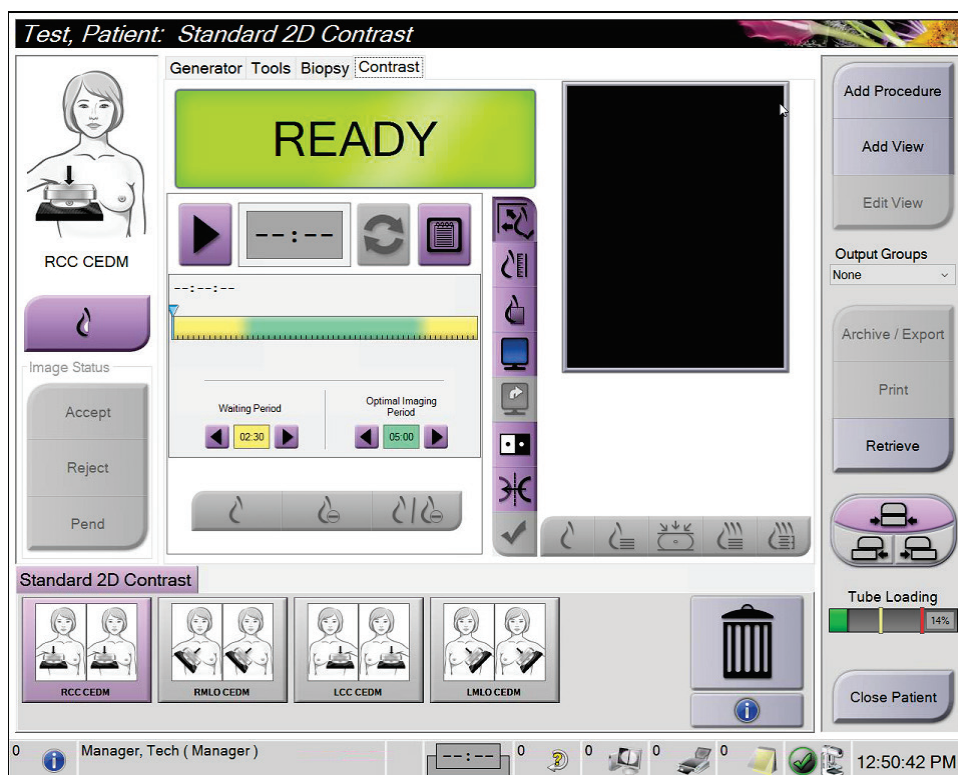 Test, Patient: Standard 2D Contrast
Generator Tools Biopsy Contrast
READY
--:--
--:--:--
Waiting Period
02:30
Optimal Imaging
Period
05:00
RCC CEDM
Image Status
Accept
Reject
Pend
Add Procedure
Add View
Edit View
Output Groups
None
Archive / Export
Print
Retrieve
Tube Loading
14%
Close Patient
Standard 2D Contrast
RCC CEDM
RMLO CEDM
LCC CEDM
LMLO CEDM
0 Manager, Tech ( Manager ) --:-- 0 0 0 0 12:50:42 PM